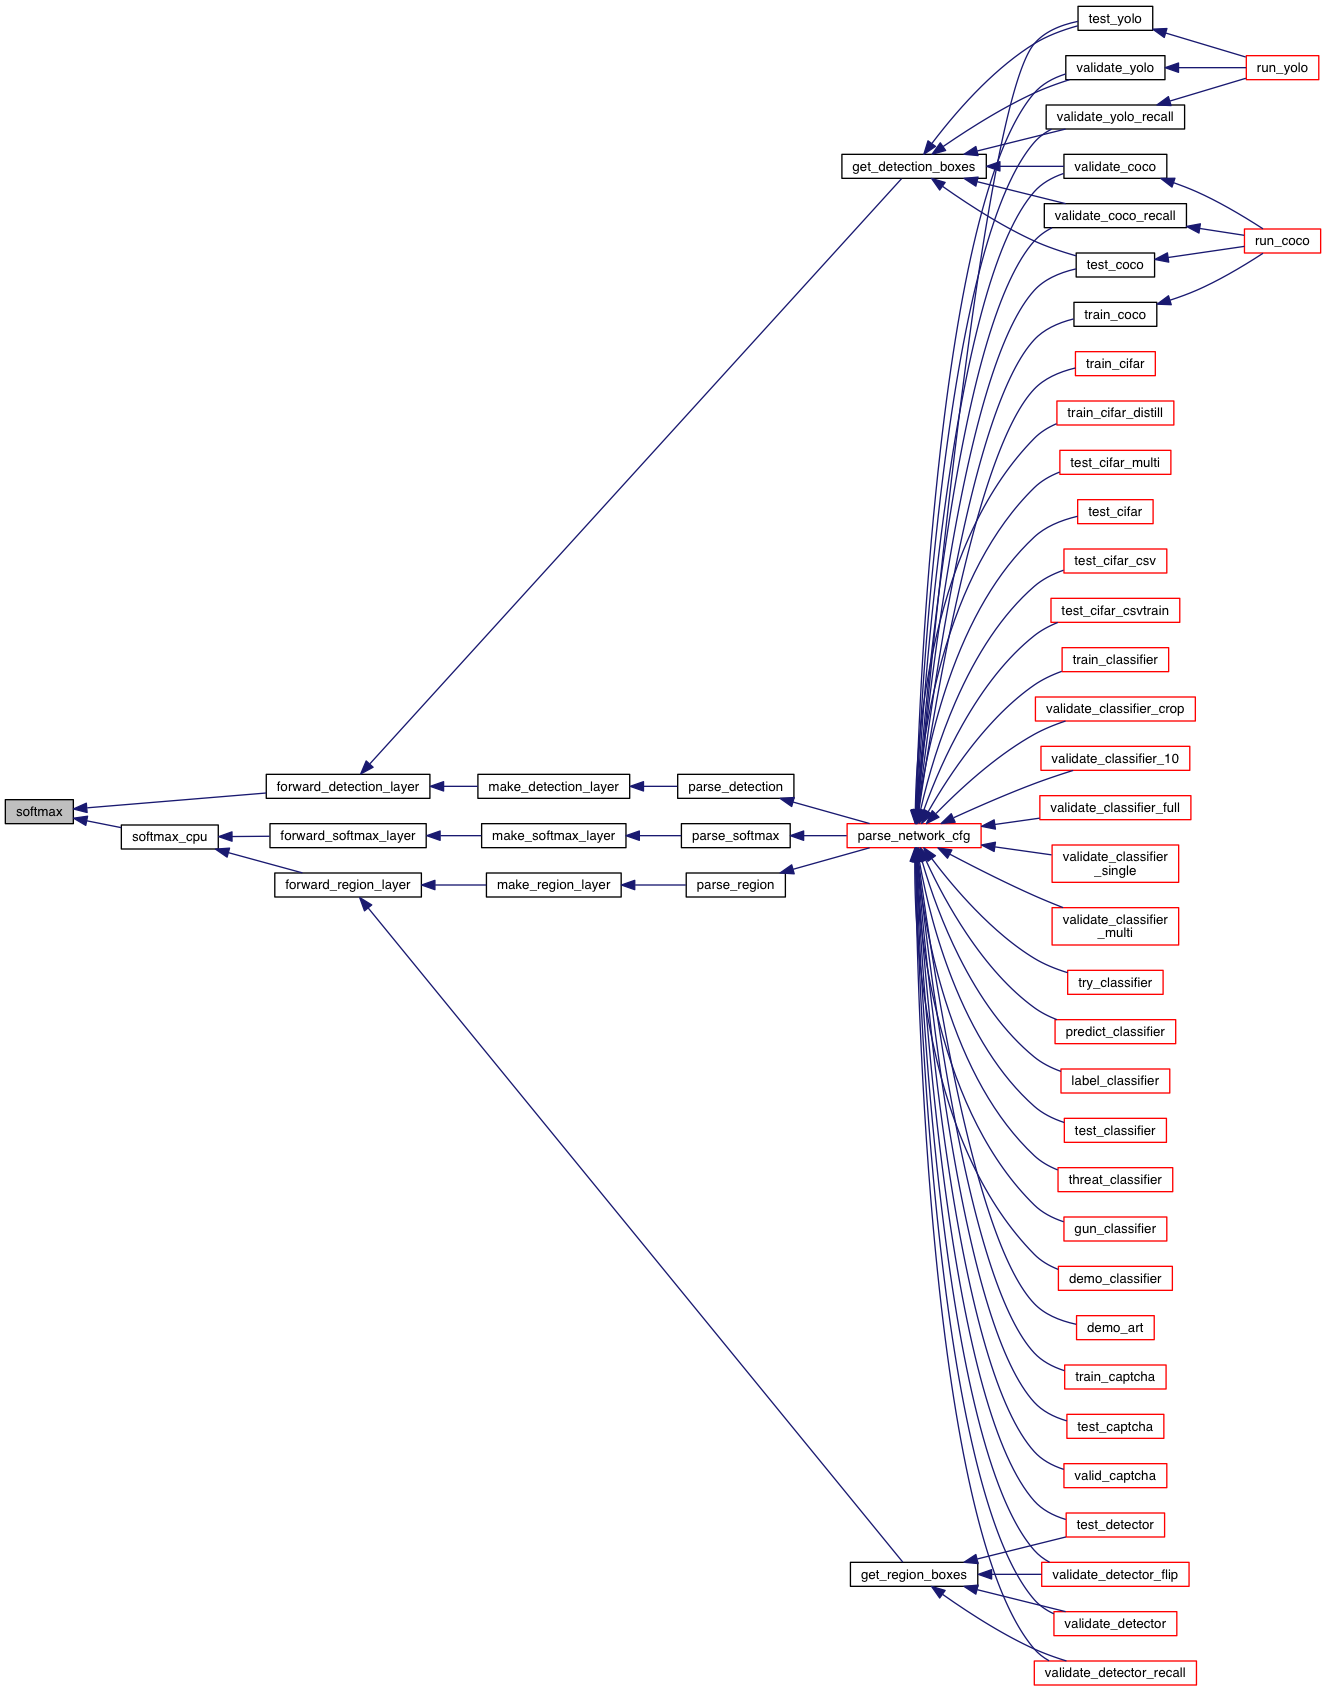 test_yolo
validate_yolo
run_yolo
validate_yolo_recall
get_detection_boxes
validate_coco
validate_coco_recall
run_coco
test_coco
train_coco
train_cifar
train_cifar_distill
test_cifar_multi
test_cifar
test_cifar_csv
test_cifar_csvtrain
train_classifier
validate_classifier_crop
validate_classifier_10
forward_detection_layer
make_detection_layer
parse_detection
validate_classifier_full
softmax
softmax_cpu
forward_softmax_layer
make_softmax_layer
parse_softmax
parse_network_cfg
validate_classifier
_single
forward_region_layer
make_region_layer
parse_region
validate_classifier
_multi
try_classifier
predict_classifier
label_classifier
test_classifier
threat_classifier
gun_classifier
demo_classifier
demo_art
train_captcha
test_captcha
valid_captcha
test_detector
get_region_boxes
validate_detector_flip
validate_detector
validate_detector_recall